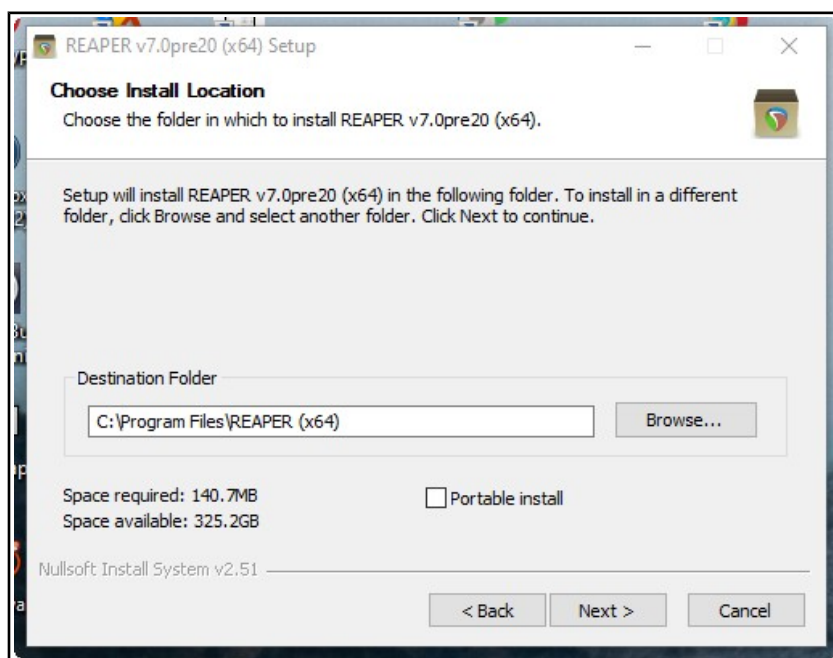 REAPER v7.0pre20 (x64) Setup
Choose Install Location
Choose the folder in which to install REAPER v7.0pre20 (x64).
Setup will install REAPER v7.0pre20 (x64) in the following folder. To install in a different
folder, click Browse and select another folder. Click Next to continue.
Destination Folder
C:\Program Files\REAPER (x64)
Browse...
Space required: 140.7MB
Portable install
Space available: 325.2GB
Nullsoft Install System v2.51
< Back
Next >
Cancel